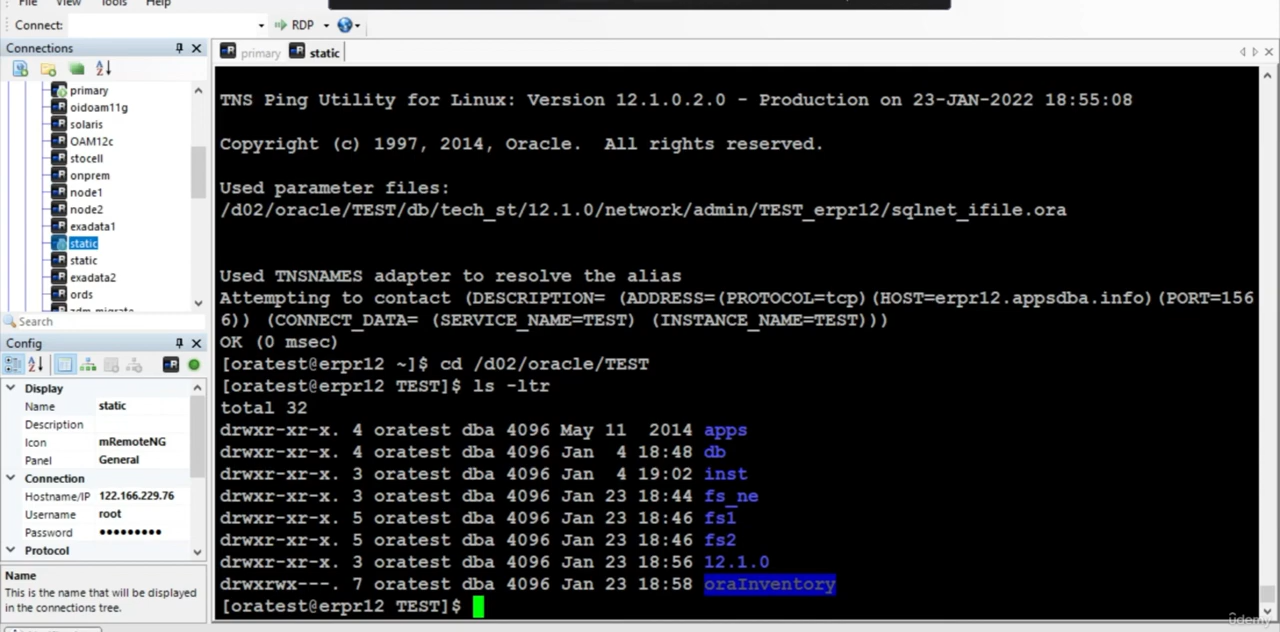 File View Tools Help
Connect: RDP
Connections
primary
oidoam11g
solaris
OAM12c
stocell
onprem
node1
node2
exadata1
static
static
exadata2
ords
Search
Config
Display
Name static
Description
Icon mRemoteNG
Panel General
Connection
Hostname/IP 122.166.229.76
Username root
Password ●●●●●●●●●
Protocol
Name
This is the name that will be displayed
in the connections tree.
primary static
TNS Ping Utility for Linux: Version 12.1.0.2.0 - Production on 23-JAN-2022 18:55:08
Copyright (c) 1997, 2014, Oracle.  All rights reserved.
Used parameter files:
/d02/oracle/TEST/db/tech_st/12.1.0/network/admin/TEST_erpr12/sqlnet_ifile.ora
Used TNSNAMES adapter to resolve the alias
Attempting to contact (DESCRIPTION= (ADDRESS=(PROTOCOL=tcp)(HOST=erpr12.appsdba.info)(PORT=156
6)) (CONNECT_DATA= (SERVICE_NAME=TEST) (INSTANCE_NAME=TEST)))
OK (0 msec)
[oratest@erpr12 ~]$ cd /d02/oracle/TEST
[oratest@erpr12 TEST]$ ls -ltr
total 32
drwxr-xr-x. 4 oratest dba 4096 May 11  2014 apps
drwxr-xr-x. 4 oratest dba 4096 Jan  4 18:48 db
drwxr-xr-x. 3 oratest dba 4096 Jan  4 19:02 inst
drwxr-xr-x. 3 oratest dba 4096 Jan 23 18:44 fs_ne
drwxr-xr-x. 5 oratest dba 4096 Jan 23 18:46 fs1
drwxr-xr-x. 5 oratest dba 4096 Jan 23 18:46 fs2
drwxr-xr-x. 3 oratest dba 4096 Jan 23 18:56 12.1.0
drwxrwx---. 7 oratest dba 4096 Jan 23 18:58 oraInventory
[oratest@erpr12 TEST]$
ûdemy